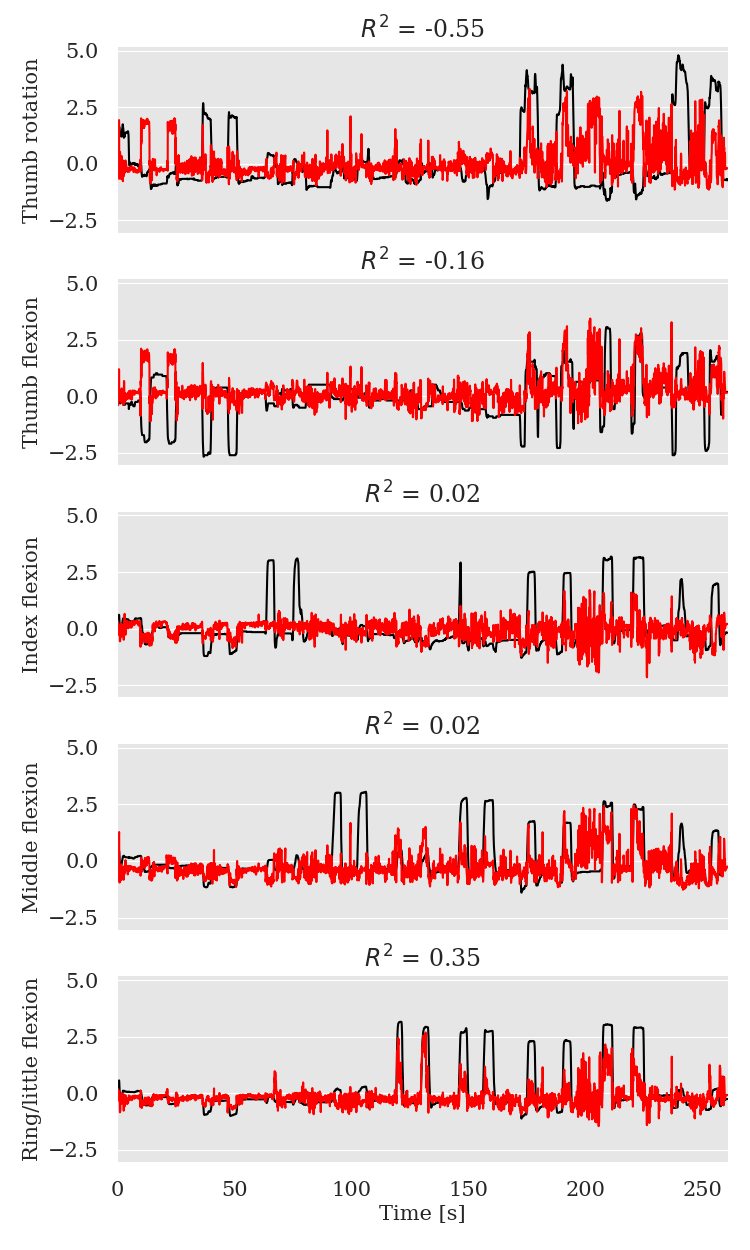 R² = -0.55
5.0
2.5
0.0
−2.5
Thumb rotation
R² = -0.16
5.0
2.5
0.0
−2.5
Thumb flexion
R² = 0.02
5.0
2.5
0.0
−2.5
Index flexion
R² = 0.02
5.0
2.5
0.0
−2.5
Middle flexion
R² = 0.35
5.0
2.5
0.0
−2.5
Ring/little flexion
0 50 100 150 200 250
Time [s]